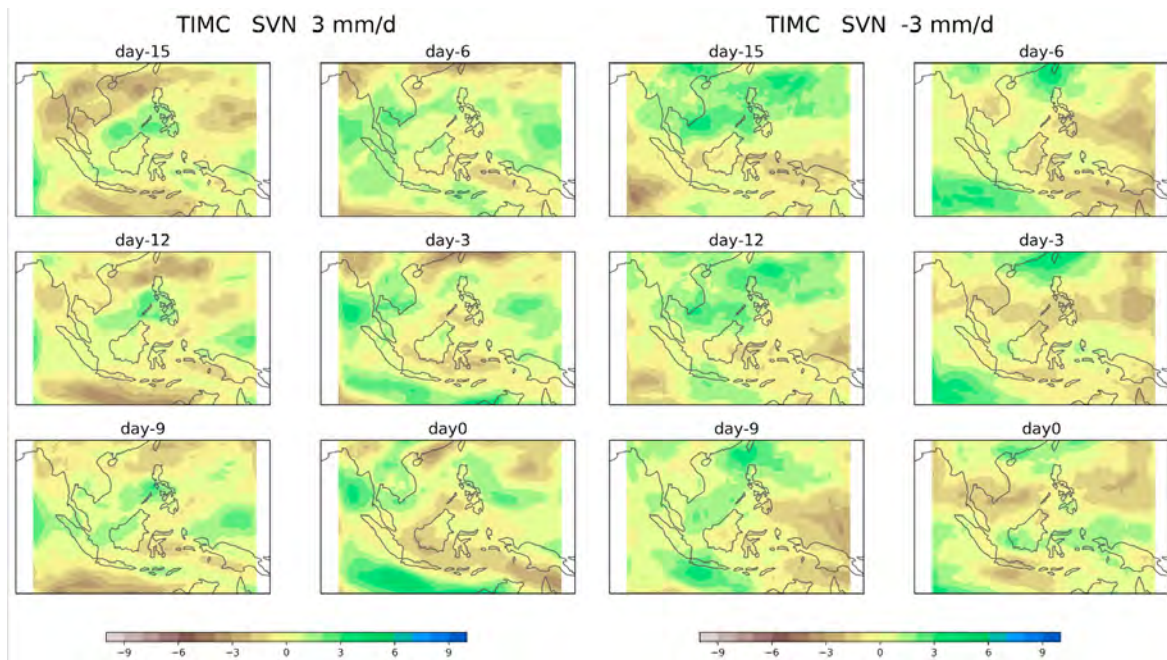 TIMC SVN 3 mm/d
TIMC SVN -3 mm/d
day-15
day-6
day-15
day-6
day-12
day-3
day-12
day-3
day-9
day0
day-9
day0
−9 −6 −3 0 3 6 9
−9 −6 −3 0 3 6 9